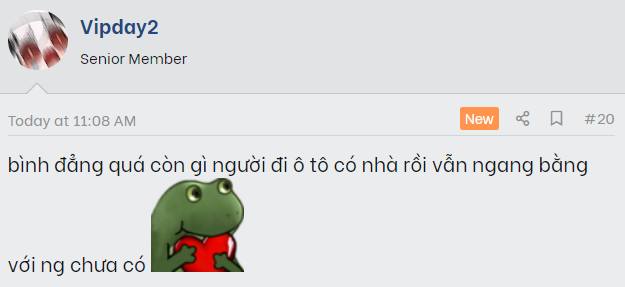 Vipday2
Senior Member
Today at 11:08 AM
New
#20
bình đẳng quá còn gì người đi ô tô có nhà rồi vẫn ngang bằng
với ng chưa có